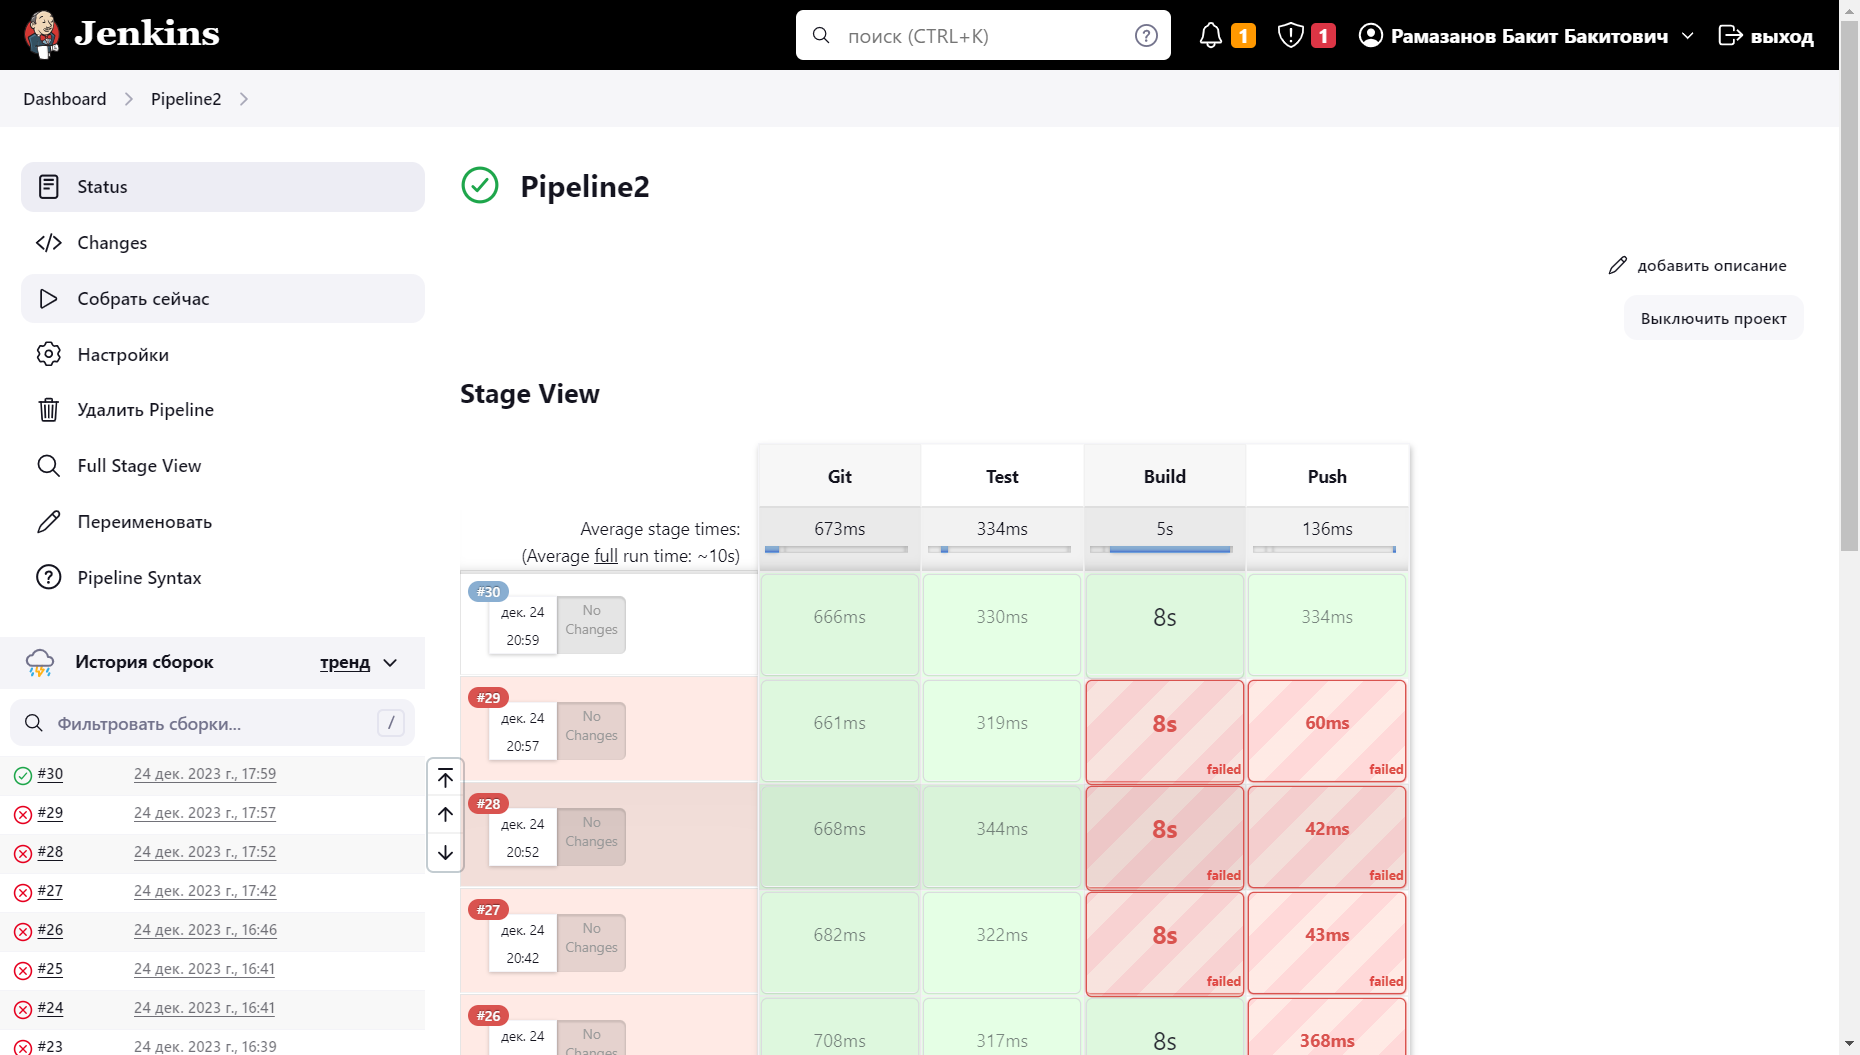 Jenkins
поиск (CTRL+K)
?
1
1
Рамазанов Бакит Бакитович
выход
Dashboard
Pipeline2
Status
Changes
Собрать сейчас
Настройки
Удалить Pipeline
Full Stage View
Переименовать
Pipeline Syntax
История сборок
тренд
Фильтровать сборки...
/
#30 24 дек. 2023 г., 17:59
#29 24 дек. 2023 г., 17:57
#28 24 дек. 2023 г., 17:52
#27 24 дек. 2023 г., 17:42
#26 24 дек. 2023 г., 16:46
#25 24 дек. 2023 г., 16:41
#24 24 дек. 2023 г., 16:41
#23 24 дек. 2023 г., 16:39
Pipeline2
добавить описание
Выключить проект
Stage View
Git Test Build Push
Average stage times: 673ms 334ms 5s 136ms
(Average full run time: ~10s)
#30
дек. 24
20:59
No
Changes
666ms 330ms 8s 334ms
#29
дек. 24
20:57
No
Changes
661ms 319ms 8s 60ms
failed failed
#28
дек. 24
20:52
No
Changes
668ms 344ms 8s 42ms
failed failed
#27
дек. 24
20:42
No
Changes
682ms 322ms 8s 43ms
failed failed
#26
дек. 24
No
Changes
708ms 317ms 8s 368ms